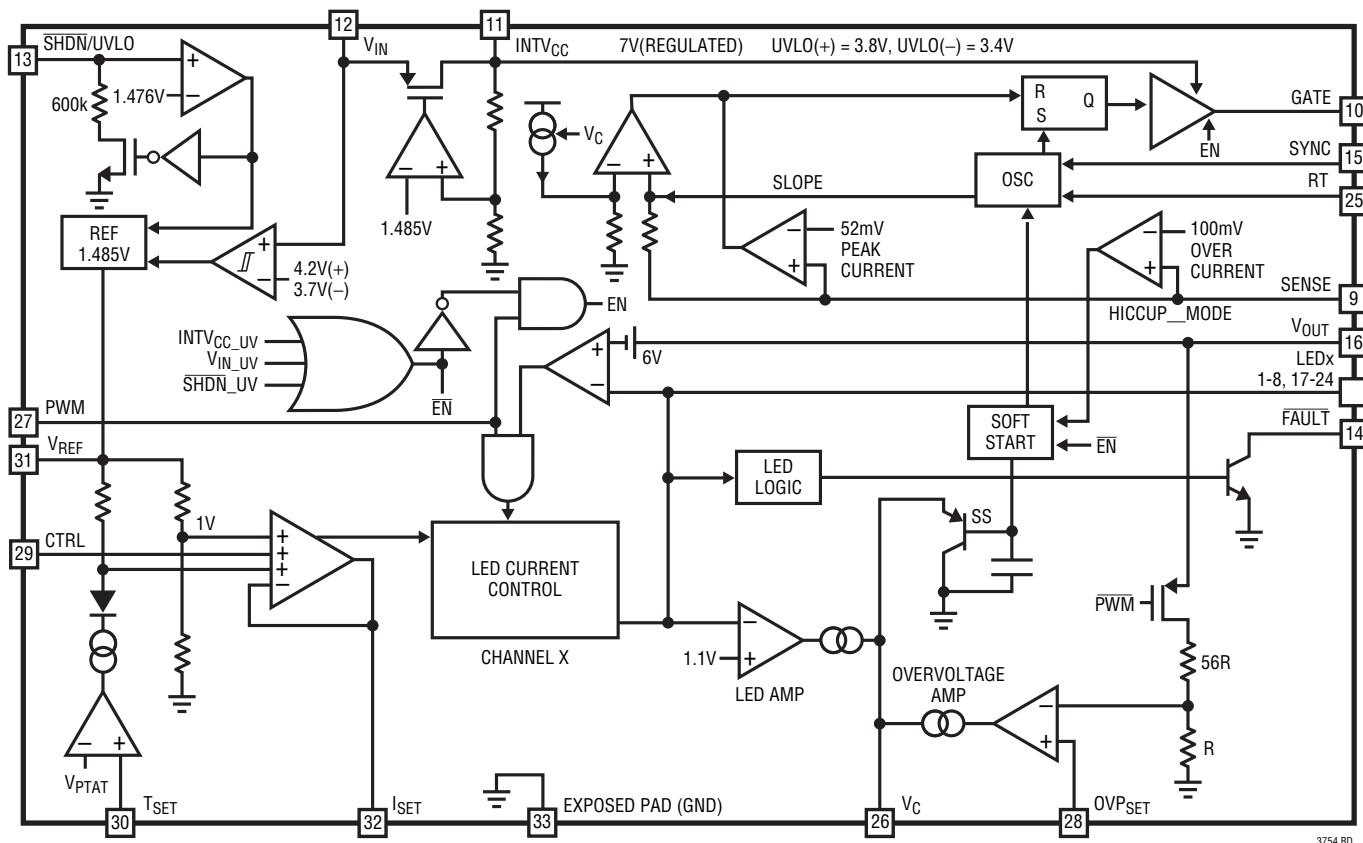 12
11
13
SHDN/UVLO
VIN
INTVCC
7V(REGULATED) UVLO(+) = 3.8V, UVLO(–) = 3.4V
+
–
1.476V
600k
R
S
Q
GATE
10
EN
VC
–
+
SYNC
15
OSC
SLOPE
RT
25
–
+
1.485V
REF
1.485V
+
–
4.2V(+)
3.7V(–)
–
+
52mV
PEAK
CURRENT
–
+
100mV
OVER
CURRENT
SENSE
9
HICCUP__MODE
EN
INTVCC_UV
VIN_UV
SHDN_UV
EN
+
–
6V
VOUT
16
LEDx
1-8, 17-24
27
PWM
SOFT
START
EN
FAULT
14
31
VREF
LED
LOGIC
1V
SS
29
CTRL
+
+
+
–
LED CURRENT
CONTROL
CHANNEL X
PWM
–
+
1.1V
LED AMP
56R
OVERVOLTAGE
AMP
–
+
R
–
+
VPTAT
TSET
30
ISET
32
33
EXPOSED PAD (GND)
VC
26
OVPSET
28
3754 BD